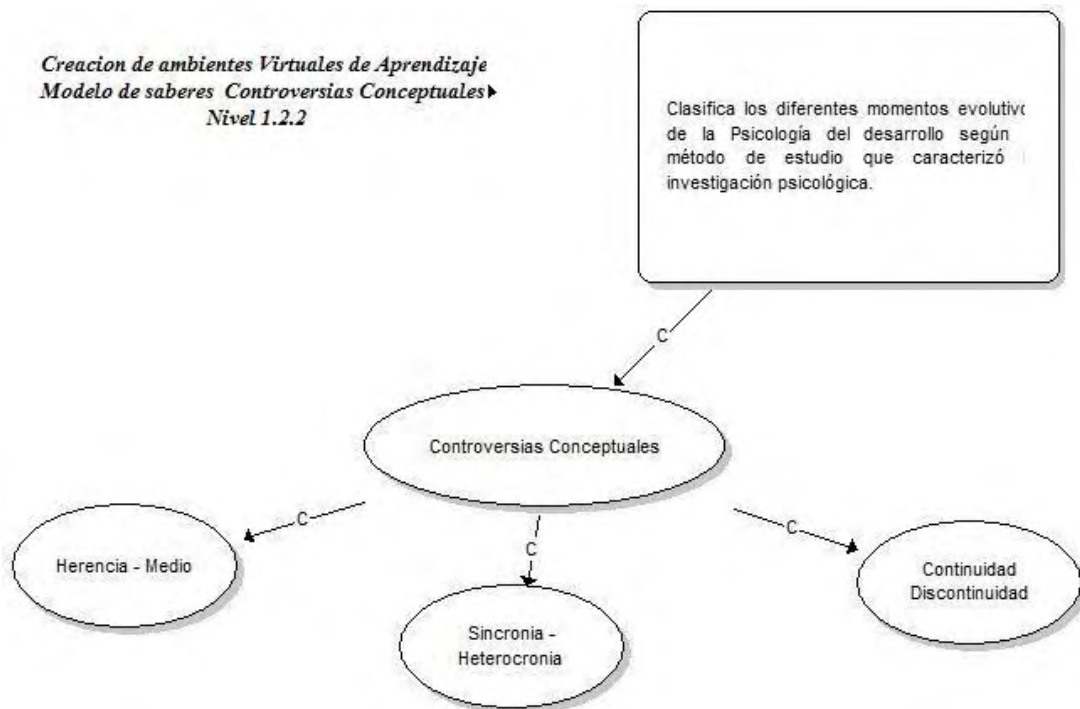 Creacion de ambientes Virtuales de Aprendizaje
Modelo de saberes Controversias Conceptuales
Nivel 1.2.2
Clasifica los diferentes momentos evolutivo
de la Psicología del desarrollo según
método de estudio que caracterizó
investigación psicológica.
C
Controversias Conceptuales
C
C
C
Herencia - Medio
Sincronia -
Heterocronia
Continuidad
Discontinuidad